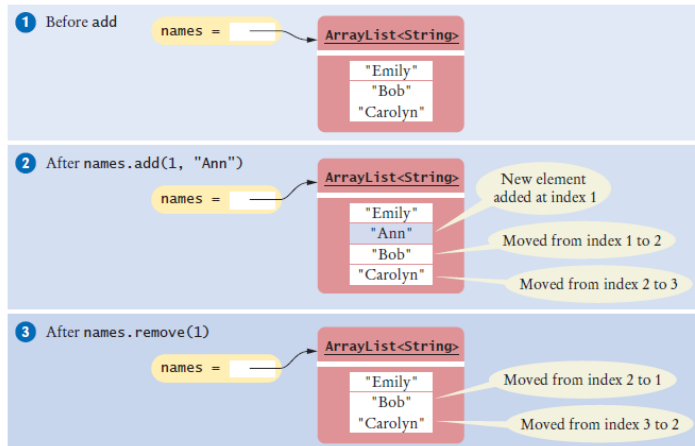 1 Before add
names =
ArrayList<String>
"Emily"
"Bob"
"Carolyn"
2 After names.add(1, "Ann")
names =
ArrayList<String>
"Emily"
"Ann"
"Bob"
"Carolyn"
New element
added at index 1
Moved from index 1 to 2
Moved from index 2 to 3
3 After names.remove(1)
names =
ArrayList<String>
"Emily"
"Bob"
"Carolyn"
Moved from index 2 to 1
Moved from index 3 to 2